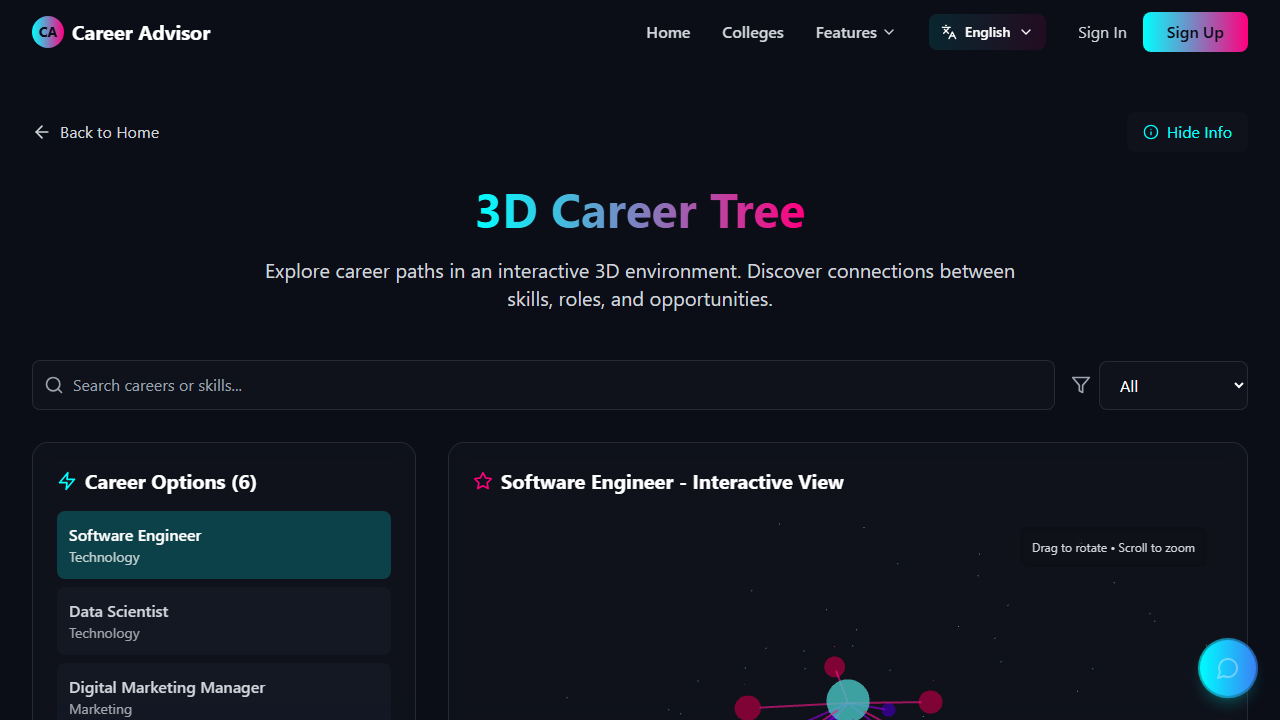 CA Career Advisor
Home
Colleges
Features
English
Sign In
Sign Up
Back to Home
Hide Info
3D Career Tree
Explore career paths in an interactive 3D environment. Discover connections between
skills, roles, and opportunities.
Search careers or skills...
All
Career Options (6)
Software Engineer
Technology
Data Scientist
Technology
Digital Marketing Manager
Marketing
Software Engineer - Interactive View
Drag to rotate • Scroll to zoom